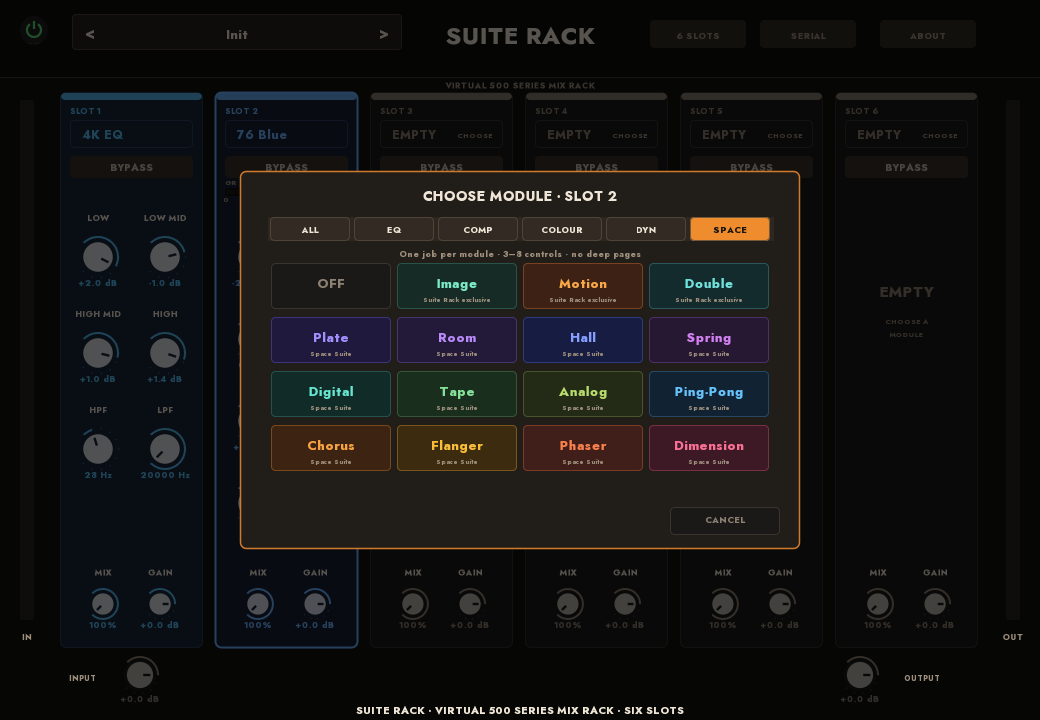 < Init >
SUITE RACK
6 SLOTS
SERIAL
ABOUT
VIRTUAL 500 SERIES MIX RACK
SLOT 1
SLOT 2
SLOT 3
SLOT 4
SLOT 5
SLOT 6
4K EQ
76 Blue
EMPTY CHOOSE
EMPTY CHOOSE
EMPTY CHOOSE
EMPTY CHOOSE
BYPASS
BYPASS
BYPASS
BYPASS
BYPASS
BYPASS
GR
CHOOSE MODULE · SLOT 2
ALL
EQ
COMP
COLOUR
DYN
SPACE
One job per module · 3–8 controls · no deep pages
OFF
Image
Suite Rack exclusive
Motion
Suite Rack exclusive
Double
Suite Rack exclusive
Plate
Space Suite
Room
Space Suite
Hall
Space Suite
Spring
Space Suite
Digital
Space Suite
Tape
Space Suite
Analog
Space Suite
Ping-Pong
Space Suite
Chorus
Space Suite
Flanger
Space Suite
Phaser
Space Suite
Dimension
Space Suite
CANCEL
LOW
LOW MID
+2.0 dB
-1.0 dB
HIGH MID
HIGH
+1.0 dB
+1.4 dB
HPF
LPF
28 Hz
20000 Hz
EMPTY
CHOOSE A
MODULE
MIX
GAIN
MIX
GAIN
MIX
GAIN
MIX
GAIN
MIX
GAIN
MIX
GAIN
100%
+0.0 dB
100%
+0.0 dB
100%
+0.0 dB
100%
+0.0 dB
100%
+0.0 dB
100%
+0.0 dB
IN
OUT
INPUT
+0.0 dB
OUTPUT
+0.0 dB
SUITE RACK · VIRTUAL 500 SERIES MIX RACK · SIX SLOTS